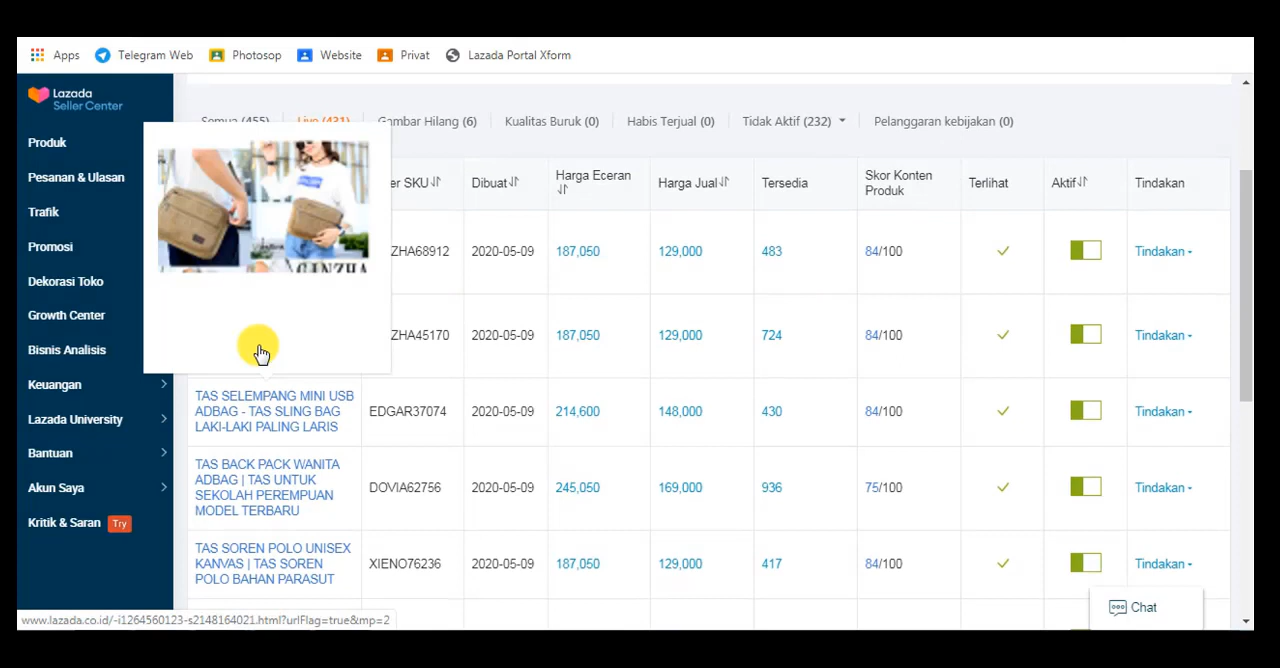 Apps Telegram Web Photosop Website Privat Lazada Portal Xform
Lazada
Seller Center
Produk
Pesanan & Ulasan
Trafik
Promosi
Dekorasi Toko
Growth Center
Bisnis Analisis
Keuangan
Lazada University
Bantuan
Akun Saya
Kritik & Saran Try
Semua (455) Live (431) Gambar Hilang (6) Kualitas Buruk (0) Habis Terjual (0) Tidak Aktif (232) Pelanggaran kebijakan (0)
er SKU Dibuat Harga Eceran Harga Jual Tersedia Skor Konten Produk Terlihat Aktif Tindakan
ZHA68912 2020-05-09 187,050 129,000 483 84/100 Tindakan
ZHA45170 2020-05-09 187,050 129,000 724 84/100 Tindakan
TAS SELEMPANG MINI USB
ADBAG - TAS SLING BAG
LAKI-LAKI PALING LARIS
EDGAR37074 2020-05-09 214,600 148,000 430 84/100 Tindakan
TAS BACK PACK WANITA
ADBAG | TAS UNTUK
SEKOLAH PEREMPUAN
MODEL TERBARU
DOVIA62756 2020-05-09 245,050 169,000 936 75/100 Tindakan
TAS SOREN POLO UNISEX
KANVAS | TAS SOREN
POLO BAHAN PARASUT
XIENO76236 2020-05-09 187,050 129,000 417 84/100 Tindakan
Chat
www.lazada.co.id/-i1264560123-s2148164021.html?urlFlag=true&mp=2